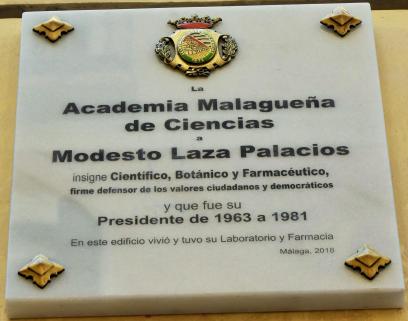 La
Academia Malagueña
de Ciencias
a
Modesto Laza Palacios
insigne Científico, Botánico y Farmacéutico,
firme defensor de los valores ciudadanos y democráticos
y que fue su
Presidente de 1963 a 1981
En este edificio vivió y tuvo su Laboratorio y Farmacia
Málaga, 2018